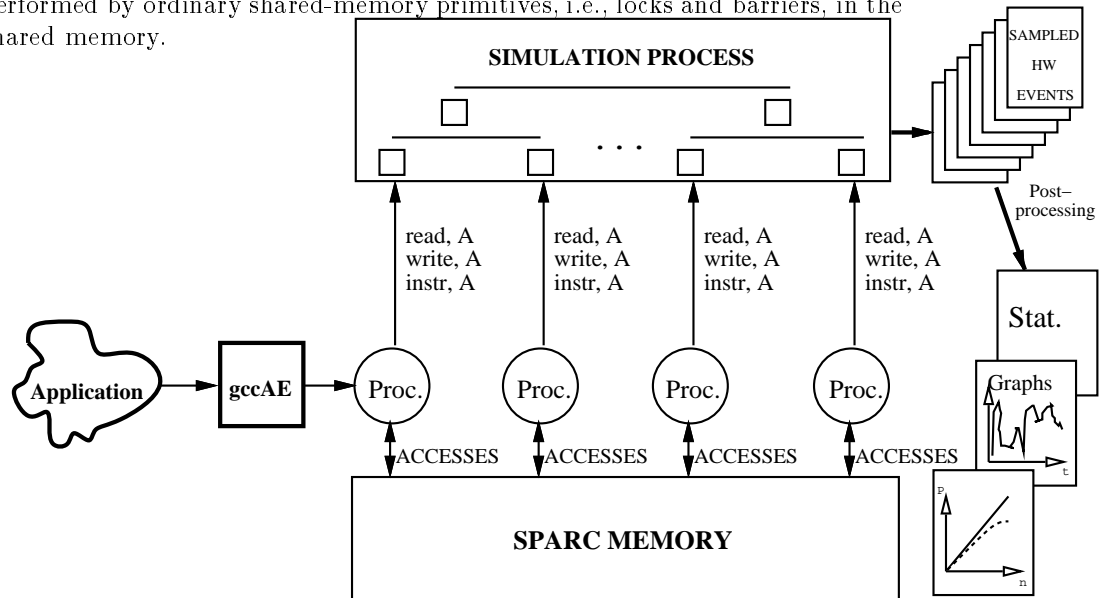 erformed by ordinary shared-memory primitives, i.e., locks and barriers, in the
hared memory.
SIMULATION PROCESS
. . .
SAMPLED
HW
EVENTS
Post–
processing
read, A
write, A
instr, A
read, A
write, A
instr, A
read, A
write, A
instr, A
read, A
write, A
instr, A
Stat.
Application
gccAE
Proc.
Proc.
Proc.
Proc.
Graphs
t
ACCESSES
ACCESSES
ACCESSES
ACCESSES
SPARC MEMORY
P
n